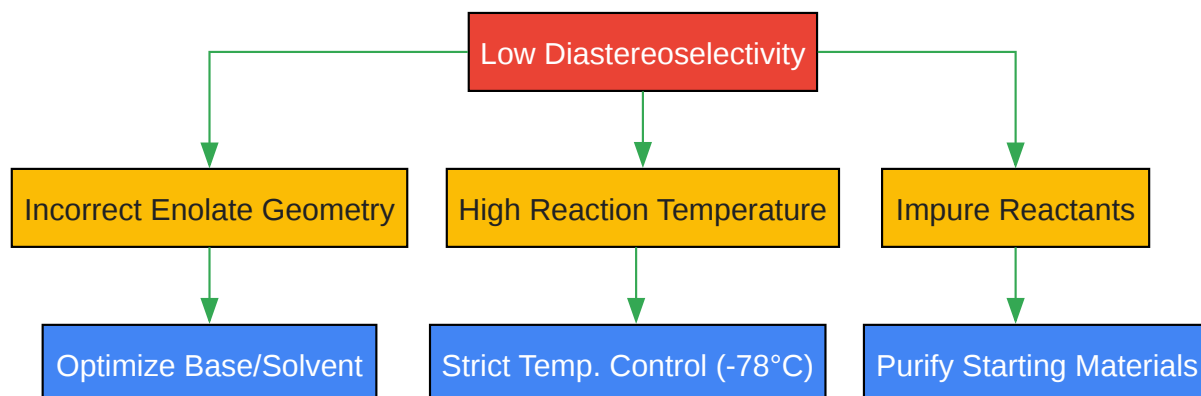 Low Diastereoselectivity
Incorrect Enolate Geometry
High Reaction Temperature
Impure Reactants
Optimize Base/Solvent
Strict Temp. Control (-78°C)
Purify Starting Materials